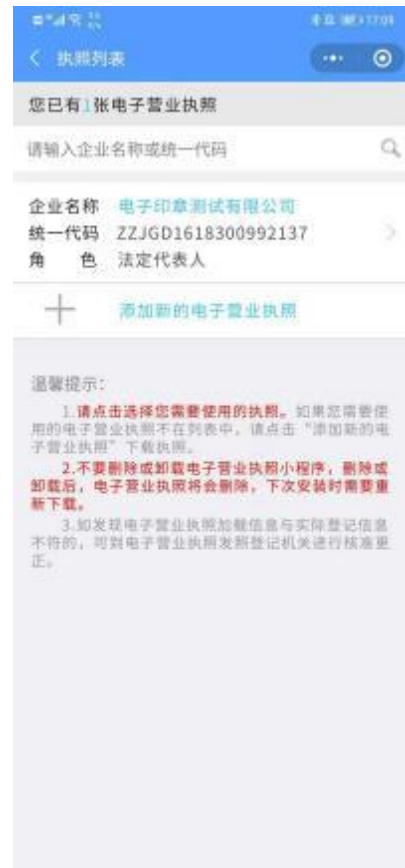 17:09
执照列表
您已有1张电子营业执照
请输入企业名称或统一代码
企业名称 电子印章测试有限公司
统一代码 ZZJGD1618300992137
角 色 法定代表人
添加新的电子营业执照
温馨提示:
1.请点击选择您需要使用的执照。如果您需要使
用的电子营业执照不在列表中，请点击“添加新的电
子营业执照”下载执照。
2.不要删除或卸载电子营业执照小程序，删除或
卸载后，电子营业执照将会删除，下次安装时需要重
新下载。
3.如发现电子营业执照加载信息与实际登记信息
不符的，可到电子营业执照发照登记机关进行核准更
正。